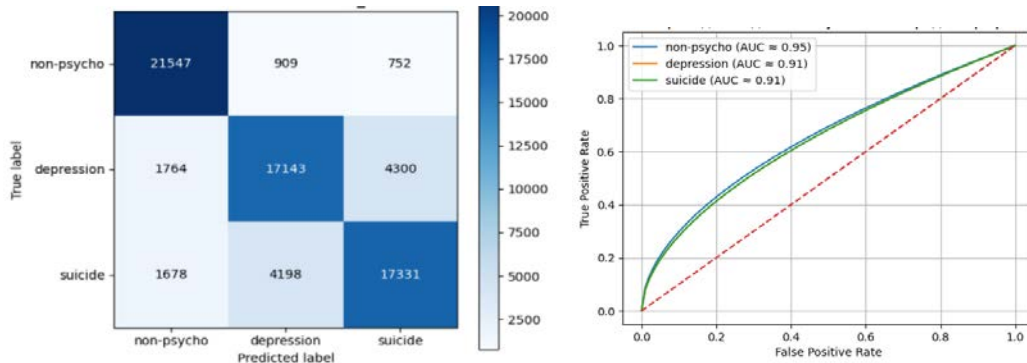 non-psycho
depression
suicide
True label
21547 909 752
1764 17143 4300
1678 4198 17331
non-psycho depression suicide
Predicted label
20000
17500
15000
12500
10000
7500
5000
2500
non-psycho (AUC ≈ 0.95)
depression (AUC ≈ 0.91)
suicide (AUC ≈ 0.91)
True Positive Rate
1.0
0.8
0.6
0.4
0.2
0.0
0.0 0.2 0.4 0.6 0.8 1.0
False Positive Rate